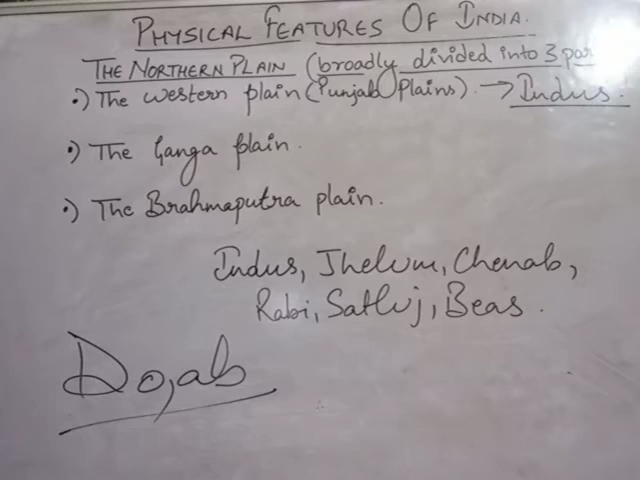 PHYSICAL FEATURES OF INDIA.
THE NORTHERN PLAIN (broadly divided into 3 par
•) The western plain (Punjab Plains). → Indus.
•) The Ganga plain.
•) The Brahmaputra plain.
Indus, Jhelum, Chenab,
Rabi, Satluj, Beas.
Doab